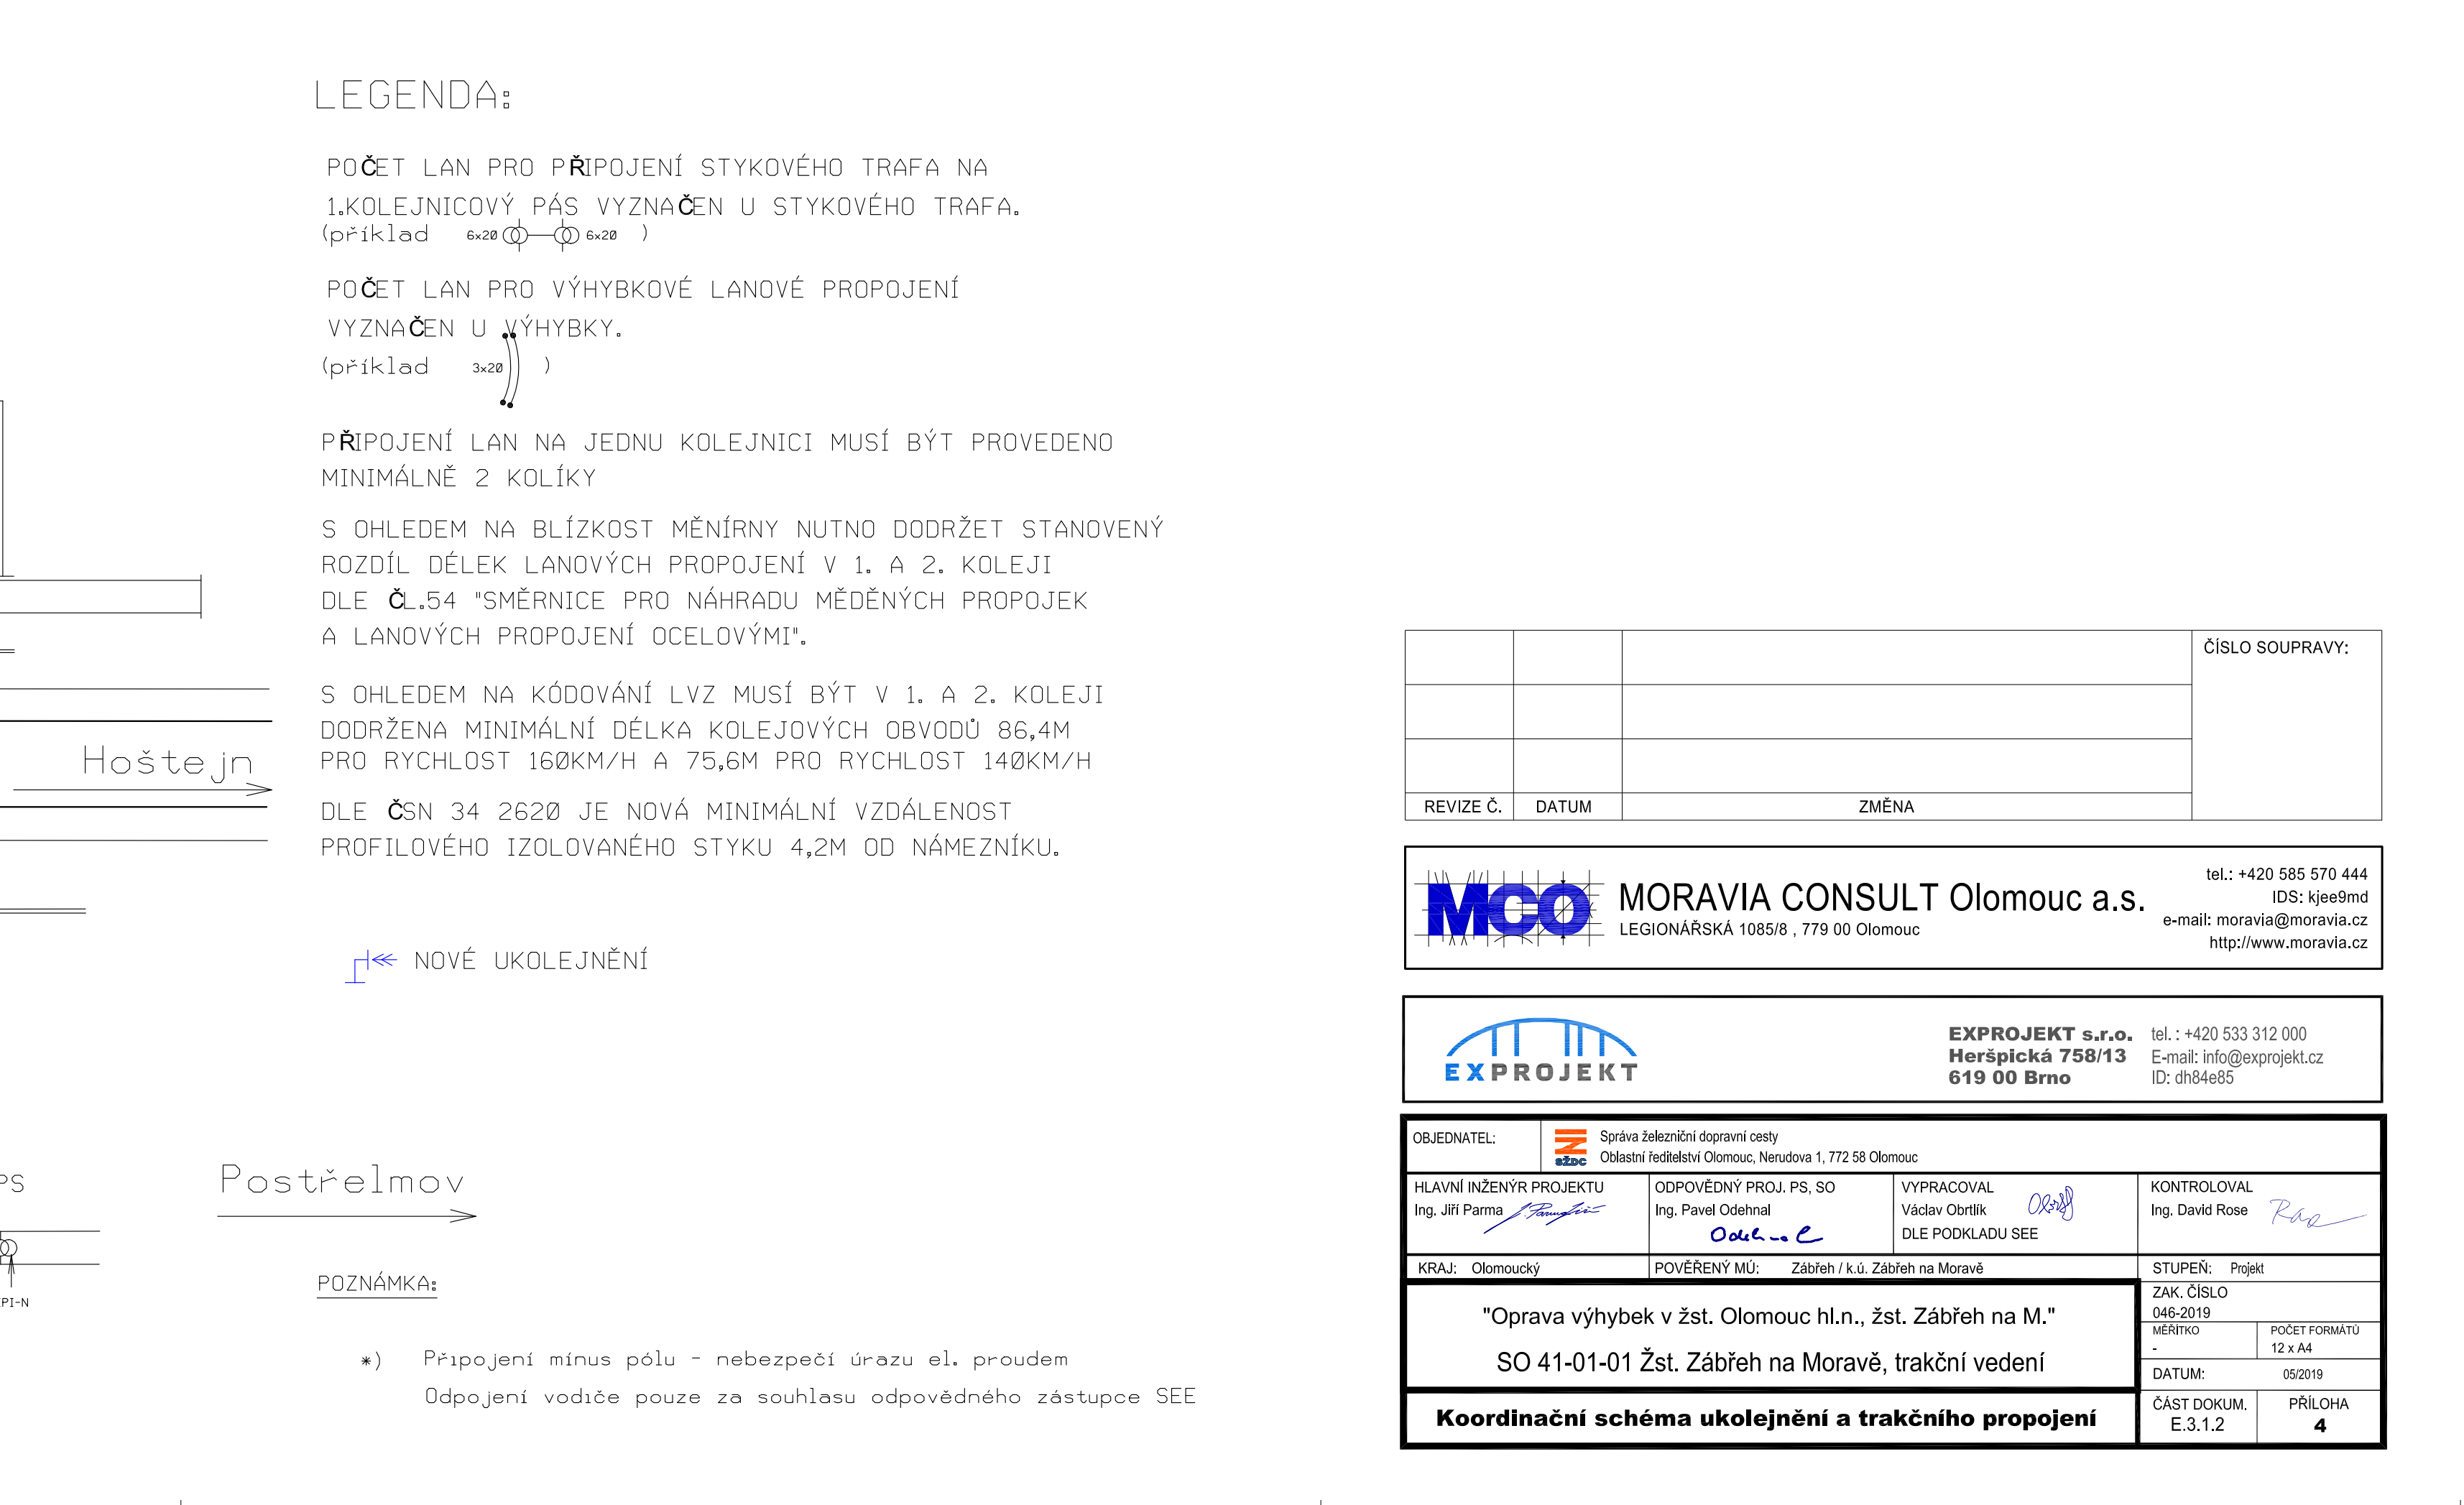 LEGENDA:
POČET LAN PRO PŘIPOJENÍ STYKOVÉHO TRAFA NA
1.KOLEJNICOVÝ PÁS VYZNAČEN U STYKOVÉHO TRAFA.
(příklad 6x20 6x20 )
POČET LAN PRO VÝHYBKOVÉ LANOVÉ PROPOJENÍ
VYZNAČEN U VÝHYBKY.
(příklad 3x20 )
PŘIPOJENÍ LAN NA JEDNU KOLEJNICI MUSÍ BÝT PROVEDENO
MINIMÁLNĚ 2 KOLÍKY
S OHLEDEM NA BLÍZKOST MĚNÍRNY NUTNO DODRŽET STANOVENÝ
ROZDÍL DÉLEK LANOVÝCH PROPOJENÍ V 1. A 2. KOLEJI
DLE ČL.54 "SMĚRNICE PRO NÁHRADU MĚDĚNÝCH PROPOJEK
A LANOVÝCH PROPOJENÍ OCELOVÝMI".
S OHLEDEM NA KÓDOVÁNÍ LVZ MUSÍ BÝT V 1. A 2. KOLEJI
DODRŽENA MINIMÁLNÍ DÉLKA KOLEJOVÝCH OBVODŮ 86,4M
PRO RYCHLOST 160KM/H A 75,6M PRO RYCHLOST 140KM/H
DLE ČSN 34 2620 JE NOVÁ MINIMÁLNÍ VZDÁLENOST
PROFILOVÉHO IZOLOVANÉHO STYKU 4,2M OD NÁMEZNÍKU.
NOVÉ UKOLEJNĚNÍ
Hoštejn
PS
Postřelmov
PI-N
POZNÁMKA:
*) Připojení mínus pólu - nebezpečí úrazu el. proudem
Odpojení vodiče pouze za souhlasu odpovědného zástupce SEE
ČÍSLO SOUPRAVY:
REVIZE Č. DATUM ZMĚNA
MCO
MORAVIA CONSULT Olomouc a.s.
LEGIONÁŘSKÁ 1085/8 , 779 00 Olomouc
tel.: +420 585 570 444
IDS: kjee9md
e-mail: moravia@moravia.cz
http://www.moravia.cz
EXPROJEKT
EXPROJEKT s.r.o.
Heršpická 758/13
619 00 Brno
tel. : +420 533 312 000
E-mail: info@exprojekt.cz
ID: dh84e85
OBJEDNATEL:
SŽDC
Správa železniční dopravní cesty
Oblastní ředitelství Olomouc, Nerudova 1, 772 58 Olomouc
HLAVNÍ INŽENÝR PROJEKTU
Ing. Jiří Parma
ODPOVĚDNÝ PROJ. PS, SO
Ing. Pavel Odehnal
Odehnal
VYPRACOVAL
Václav Obrtlík
DLE PODKLADU SEE
KONTROLOVAL
Ing. David Rose
KRAJ: Olomoucký
POVĚŘENÝ MÚ: Zábřeh / k.ú. Zábřeh na Moravě
STUPEŇ: Projekt
"Oprava výhybek v žst. Olomouc hl.n., žst. Zábřeh na M."
SO 41-01-01 Žst. Zábřeh na Moravě, trakční vedení
ZAK. ČÍSLO
046-2019
MĚŘÍTKO
-
POČET FORMÁTŮ
12 x A4
DATUM: 05/2019
Koordinační schéma ukolejnění a trakčního propojení
ČÁST DOKUM.
E.3.1.2
PŘÍLOHA
4